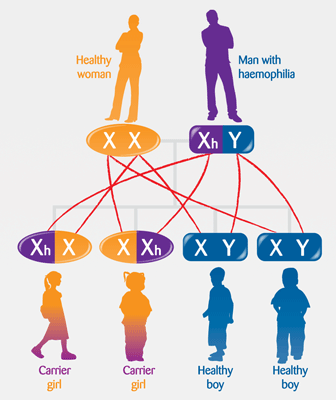 Healthy
woman
Man with
haemophilia
X X
Xh Y
Xh X
X Xh
X Y
X Y
Carrier
girl
Carrier
girl
Healthy
boy
Healthy
boy